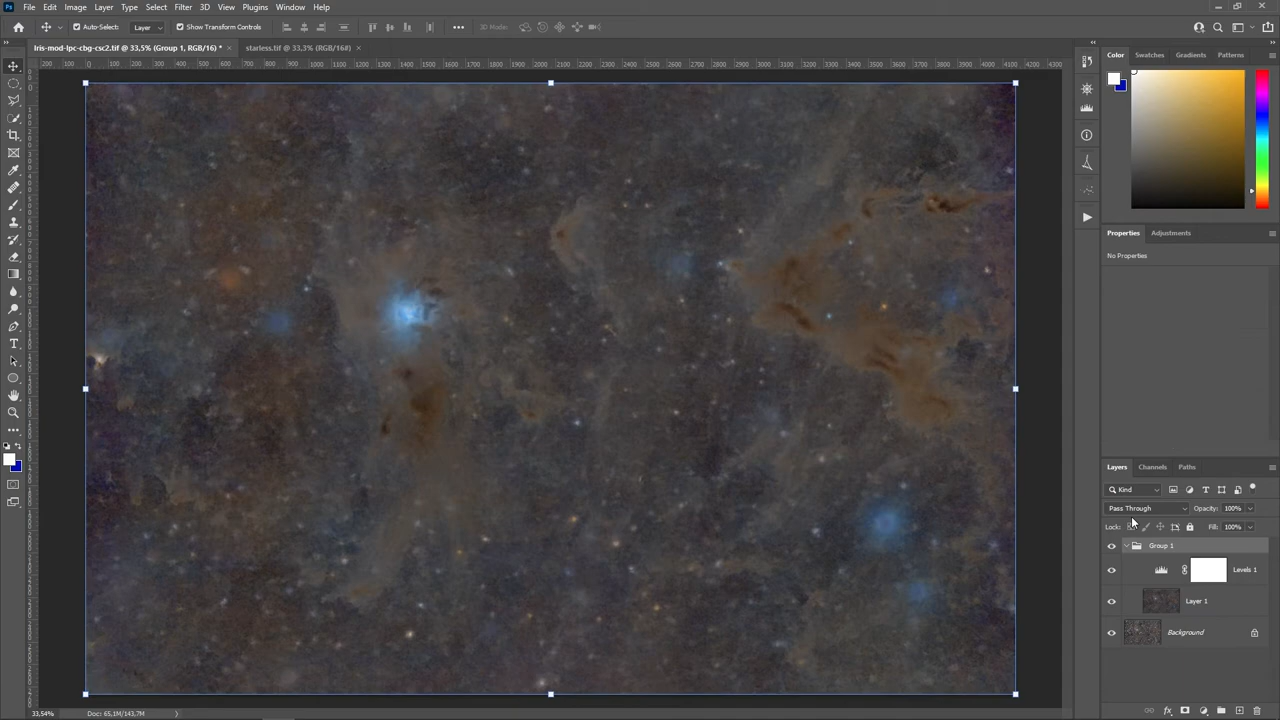 Ps File Edit Image Layer Type Select Filter 3D View Plugins Window Help
Auto-Select: Layer Show Transform Controls 3D Mode:
Iris-mod-lpc-cbg-csc2.tif @ 33,5% (Group 1, RGB/16) * × starless.tif @ 33,3% (RGB/16#) ×
Color Swatches Gradients Patterns
Properties Adjustments
No Properties
Layers Channels Paths
Kind
Pass Through Opacity: 100%
Lock: Fill: 100%
Group 1
Levels 1
Layer 1
Background
33,54% Doc: 65,1M/143,7M